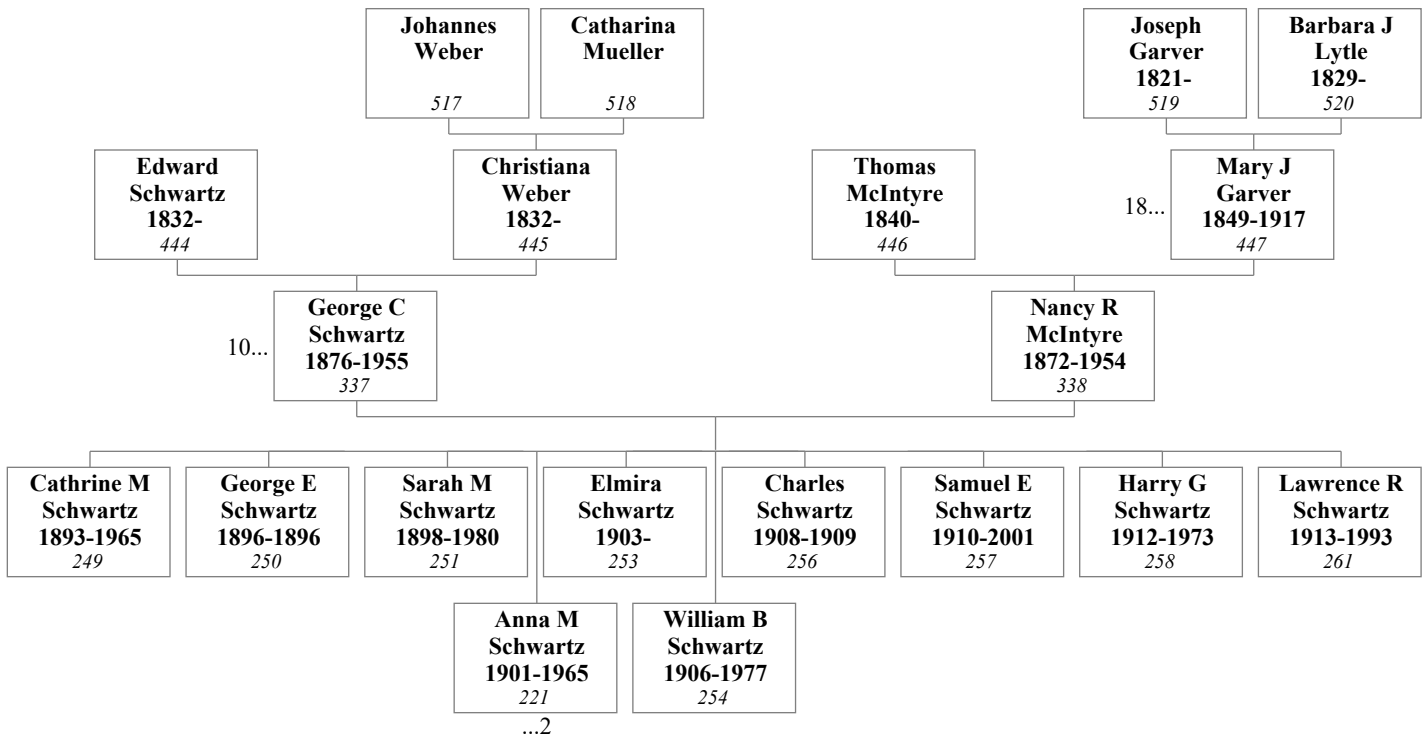 Johannes
Weber
517
Catharina
Mueller
518
Joseph
Garver
1821-
519
Barbara J
Lytle
1829-
520
Edward
Schwartz
1832-
444
Christiana
Weber
1832-
445
Thomas
McIntyre
1840-
446
18...
Mary J
Garver
1849-1917
447
10...
George C
Schwartz
1876-1955
337
Nancy R
McIntyre
1872-1954
338
Cathrine M
Schwartz
1893-1965
249
George E
Schwartz
1896-1896
250
Sarah M
Schwartz
1898-1980
251
Elmira
Schwartz
1903-
253
Charles
Schwartz
1908-1909
256
Samuel E
Schwartz
1910-2001
257
Harry G
Schwartz
1912-1973
258
Lawrence R
Schwartz
1913-1993
261
Anna M
Schwartz
1901-1965
221
...2
William B
Schwartz
1906-1977
254